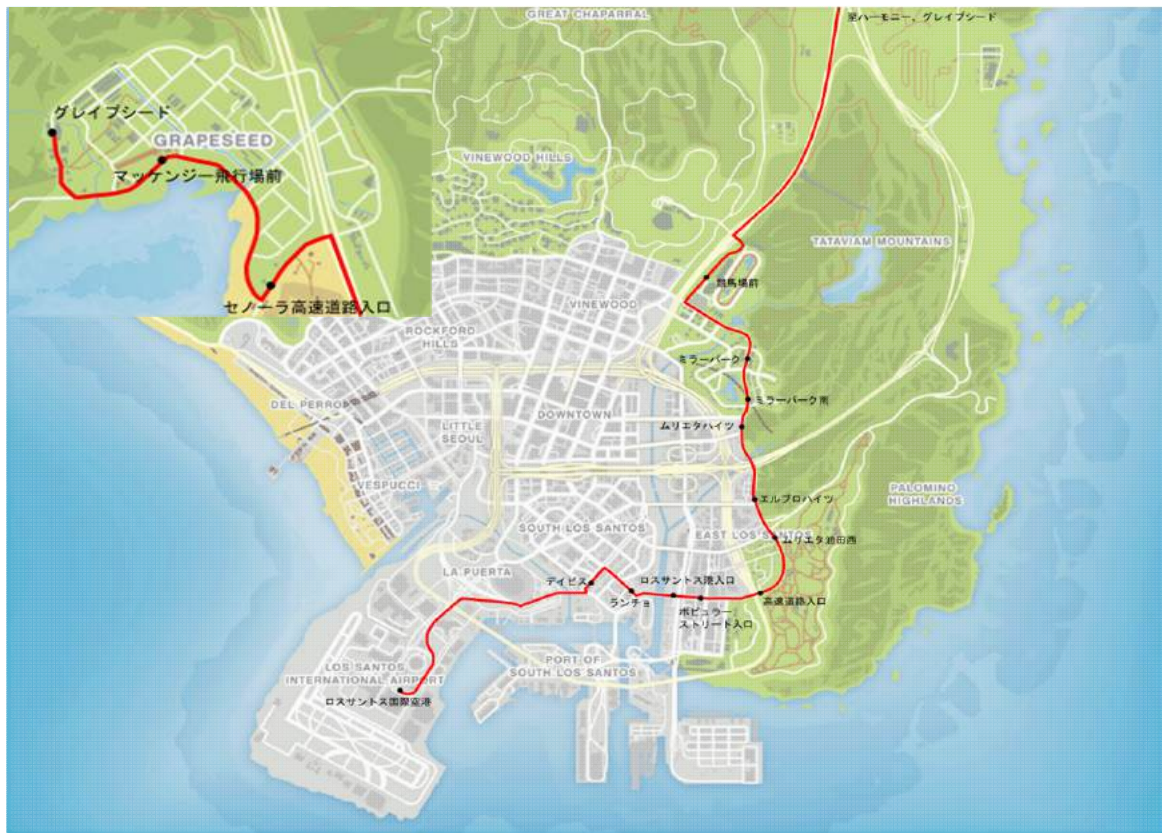 GREAT CHAPARRAL
至ハーモニー，グレイプシード
グレイプシード
GRAPESEED
マッケンジー飛行場前
セノーラ高速道路入口
VINEWOOD HILLS
TATAVIAM MOUNTAINS
競馬場前
VINEWOOD
ROCKFORD
HILLS
ミラーパーク
ミラーパーク南
DEL PERRO
DOWNTOWN
LITTLE
SEOUL
ムリエタハイツ
VESPUCCI
PALOMINO
HIGHLANDS
エルブロハイツ
SOUTH LOS SANTOS
EAST LOS SANTOS
ムリエタ油田西
LA PUERTA
デイビス
ロスサントス港入口
ランチョ
高速道路入口
ポピュラー
ストリート入口
LOS SANTOS
INTERNATIONAL AIRPORT
PORT OF
SOUTH LOS SANTOS
ロスサントス国際空港